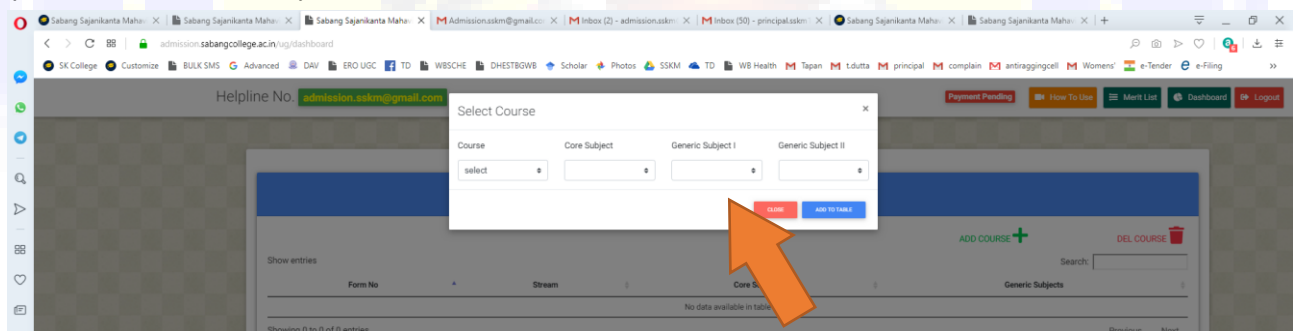 Sabang Sajanikanta Mahav Sabang Sajanikanta Mahav Sabang Sajanikanta Mahav Admission.sskm@gmail.co Inbox (2) - admission.sskm Inbox (50) - principal.sskm Sabang Sajanikanta Mahav Sabang Sajanikanta Mahav
admission.sabangcollege.ac.in/ug/dashboard
SK College Customize BULK SMS Advanced DAV ERO UGC TD WBSCHE DHESTBGWB Scholar Photos SSKM TD WB Health Tapan t.dutta principal complain antiraggingcell Womens' e-Tender e-Filing »
Helpline No. admission.sskm@gmail.com Payment Pending How To Use Merit List Dashboard Logout
Select Course ×
Course Core Subject Generic Subject I Generic Subject II
select
CLOSE ADD TO TABLE
ADD COURSE DEL COURSE
Show entries Search:
Form No Stream Core S Generic Subjects
No data available in table
Showing 0 to 0 of 0 entries Previous Next